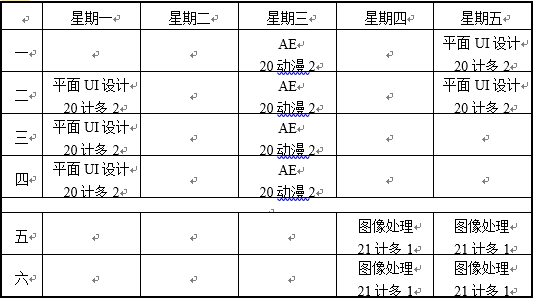 星期一 星期二 星期三 星期四 星期五
一 AE 平面 UI 设计
20 动漫 2 20 计多 2
二 平面 UI 设计 AE 平面 UI 设计
20 计多 2 20 动漫 2 20 计多 2
三 平面 UI 设计 AE
20 计多 2 20 动漫 2
四 平面 UI 设计 AE
20 计多 2 20 动漫 2
五 图像处理 图像处理
21 计多 1 21 计多 1
六 图像处理 图像处理
21 计多 1 21 计多 1